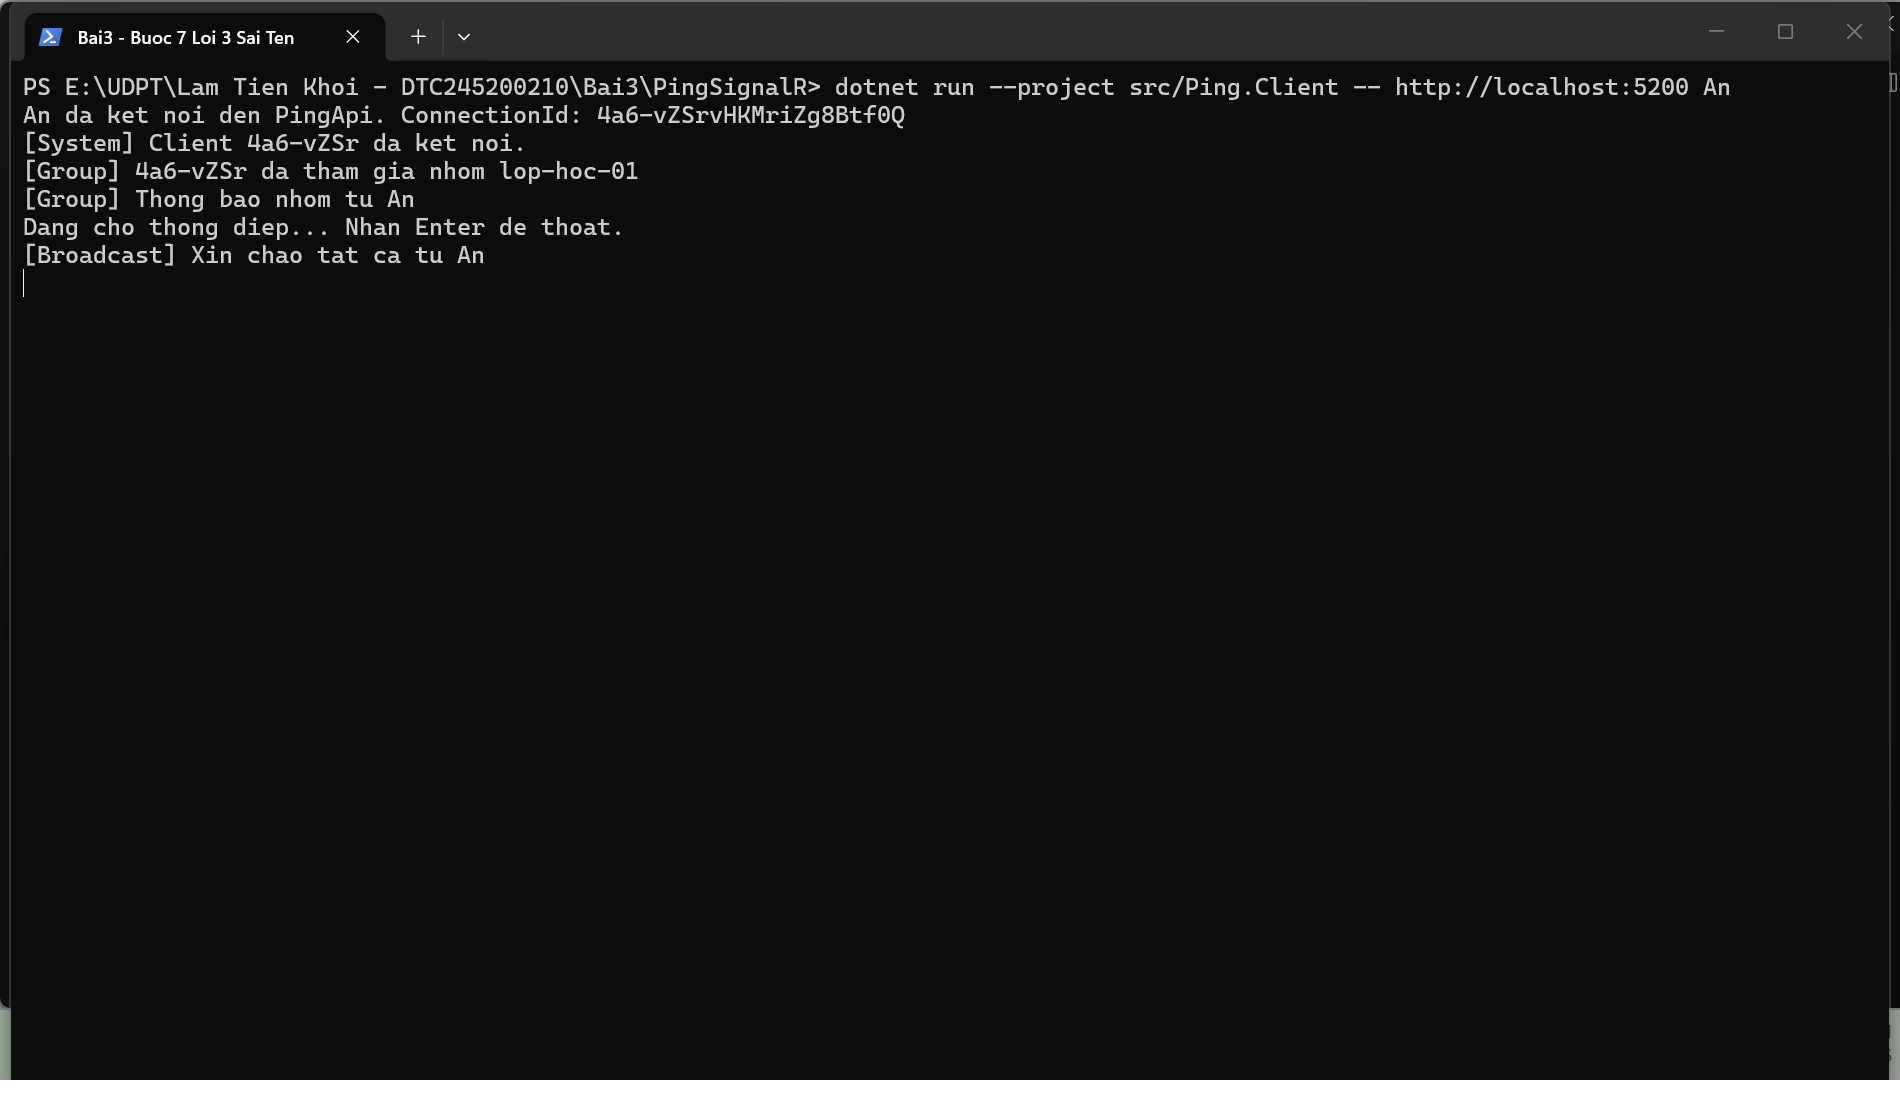 Bai3 - Buoc 7 Loi 3 Sai Ten
PS E:\UDPT\Lam Tien Khoi - DTC245200210\Bai3\PingSignalR> dotnet run --project src/Ping.Client -- http://localhost:5200 An
An da ket noi den PingApi. ConnectionId: 4a6-vZSrvHKMriZg8Btf0Q
[System] Client 4a6-vZSr da ket noi.
[Group] 4a6-vZSr da tham gia nhom lop-hoc-01
[Group] Thong bao nhom tu An
Dang cho thong diep... Nhan Enter de thoat.
[Broadcast] Xin chao tat ca tu An